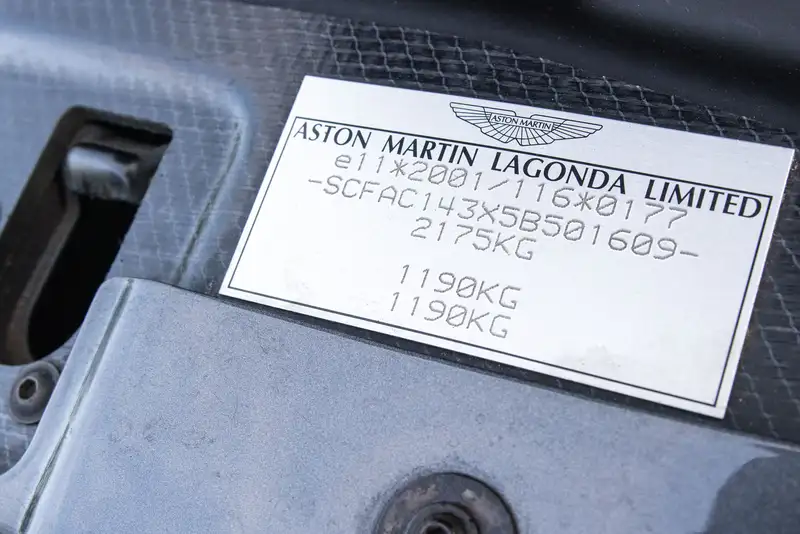 ASTON MARTIN
ASTON MARTIN LAGONDA LIMITED
e11*2001/116*0177
-SCFAC143X5B501609-
2175KG
1190KG
1190KG